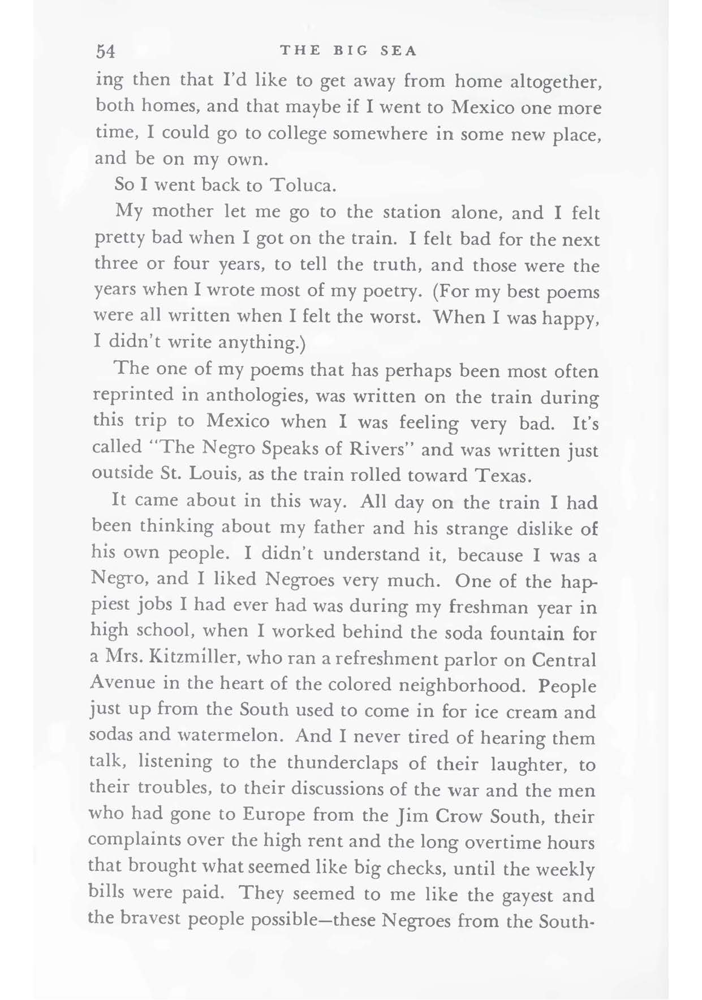 54 THE BIG SEA
ing then that I'd like to get away from home altogether,
both homes, and that maybe if I went to Mexico one more
time, I could go to college somewhere in some new place,
and be on my own.
So I went back to Toluca.
My mother let me go to the station alone, and I felt
pretty bad when I got on the train. I felt bad for the next
three or four years, to tell the truth, and those were the
years when I wrote most of my poetry. (For my best poems
were all written when I felt the worst. When I was happy,
I didn't write anything.)
The one of my poems that has perhaps been most often
reprinted in anthologies, was written on the train during
this trip to Mexico when I was feeling very bad. It's
called "The Negro Speaks of Rivers" and was written just
outside St. Louis, as the train rolled toward Texas.
It came about in this way. All day on the train I had
been thinking about my father and his strange dislike of
his own people. I didn't understand it, because I was a
Negro, and I liked Negroes very much. One of the hap-
piest jobs I had ever had was during my freshman year in
high school, when I worked behind the soda fountain for
a Mrs. Kitzmiller, who ran a refreshment parlor on Central
Avenue in the heart of the colored neighborhood. People
just up from the South used to come in for ice cream and
sodas and watermelon. And I never tired of hearing them
talk, listening to the thunderclaps of their laughter, to
their troubles, to their discussions of the war and the men
who had gone to Europe from the Jim Crow South, their
complaints over the high rent and the long overtime hours
that brought what seemed like big checks, until the weekly
bills were paid. They seemed to me like the gayest and
the bravest people possible—these Negroes from the South-